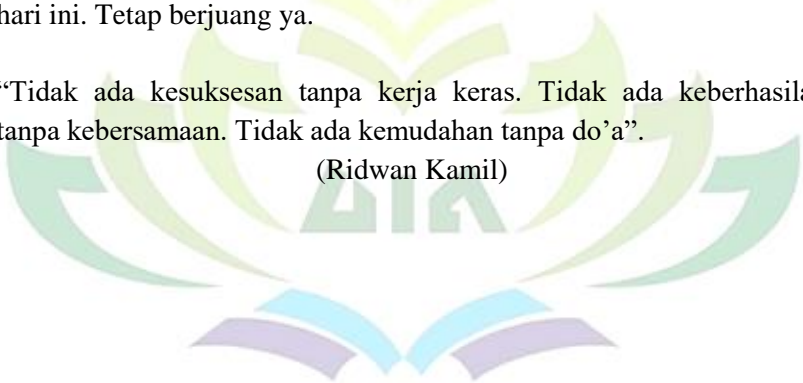 hari ini. Tetap berjuang ya.
“Tidak ada kesuksesan tanpa kerja keras. Tidak ada keberhasila
tanpa kebersamaan. Tidak ada kemudahan tanpa do’a”.
(Ridwan Kamil)